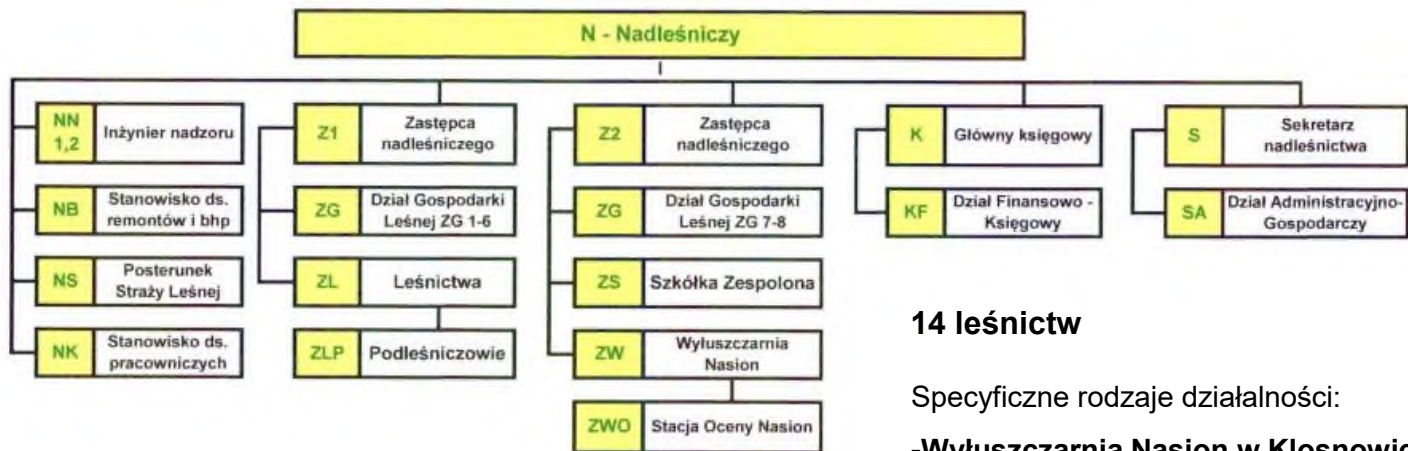 N - Nadleśniczy
NN
1,2
Inżynier nadzoru
NB
Stanowisko ds.
remontów i bhp
NS
Posterunek
Straży Leśnej
NK
Stanowisko ds.
pracowniczych
Z1
Zastępca
nadleśniczego
ZG
Dział Gospodarki
Leśnej ZG 1-6
ZL
Leśnictwa
ZLP
Podleśniczowie
Z2
Zastępca
nadleśniczego
ZG
Dział Gospodarki
Leśnej ZG 7-8
ZS
Szkółka Zespolona
ZW
Wyłuszczarnia
Nasion
ZWO
Stacja Oceny Nasion
K
Główny księgowy
KF
Dział Finansowo -
Księgowy
S
Sekretarz
nadleśnictwa
SA
Dział Administracyjno-
Gospodarczy
14 leśnictw
Specyficzne rodzaje działalności:
-Wyłuszczarnia Nasion w